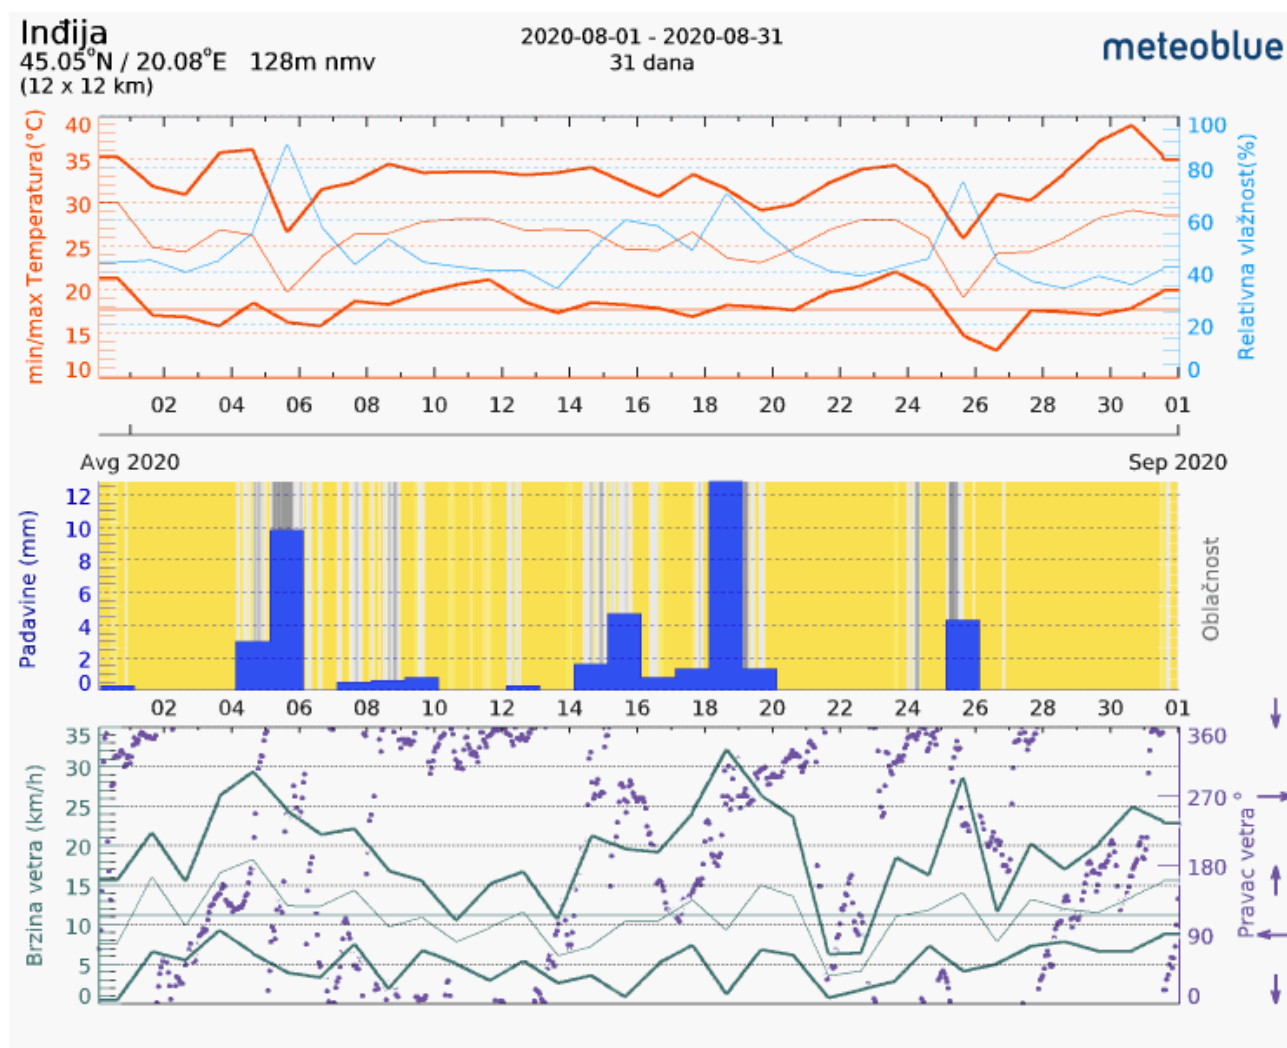 Inđija
45.05°N / 20.08°E 128m nmv
(12 x 12 km)
2020-08-01 - 2020-08-31
31 dana
meteoblue
min/max Temperatura(°C)
40
35
30
25
20
15
10
Relativna vlažnost(%)
100
80
60
40
20
0
02 04 06 08 10 12 14 16 18 20 22 24 26 28 30 01
Avg 2020 Sep 2020
Padavine (mm)
12
10
8
6
4
2
0
Oblačnost
02 04 06 08 10 12 14 16 18 20 22 24 26 28 30 01
Brzina vetra (km/h)
35
30
25
20
15
10
5
0
Pravac vetra °
360
270
180
90
0